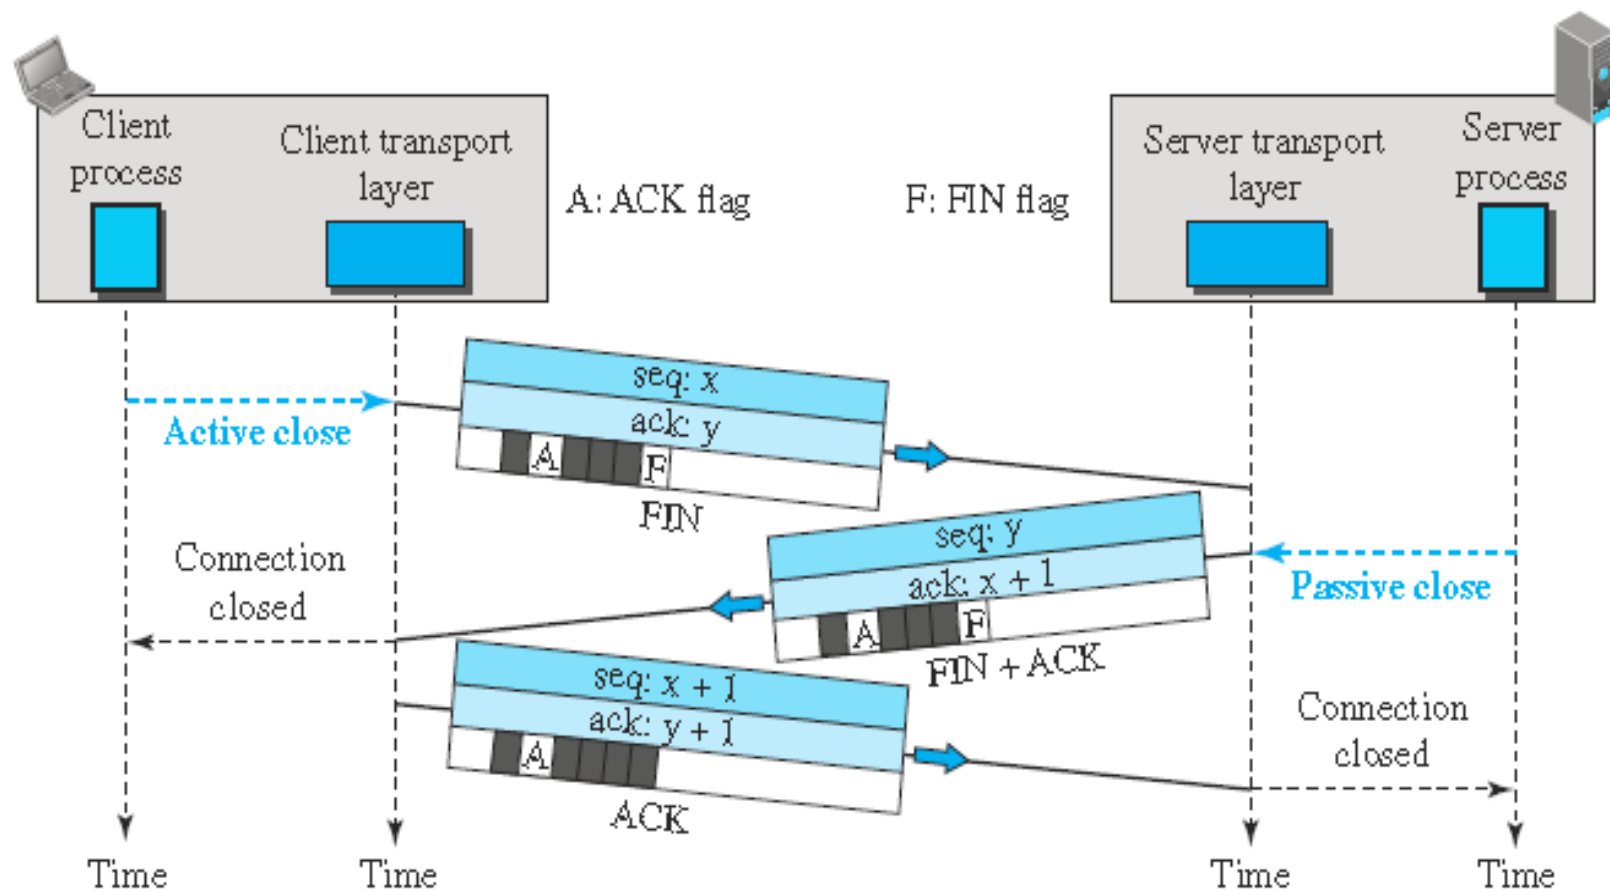 Client
process
Client transport
layer
A: ACK flag
F: FIN flag
Server transport
layer
Server
process
seq: x
ack: y
A
F
FIN
Active close
seq: y
ack: x + 1
A
F
FIN + ACK
Passive close
Connection
closed
seq: x + 1
ack: y + 1
A
ACK
Connection
closed
Time
Time
Time
Time